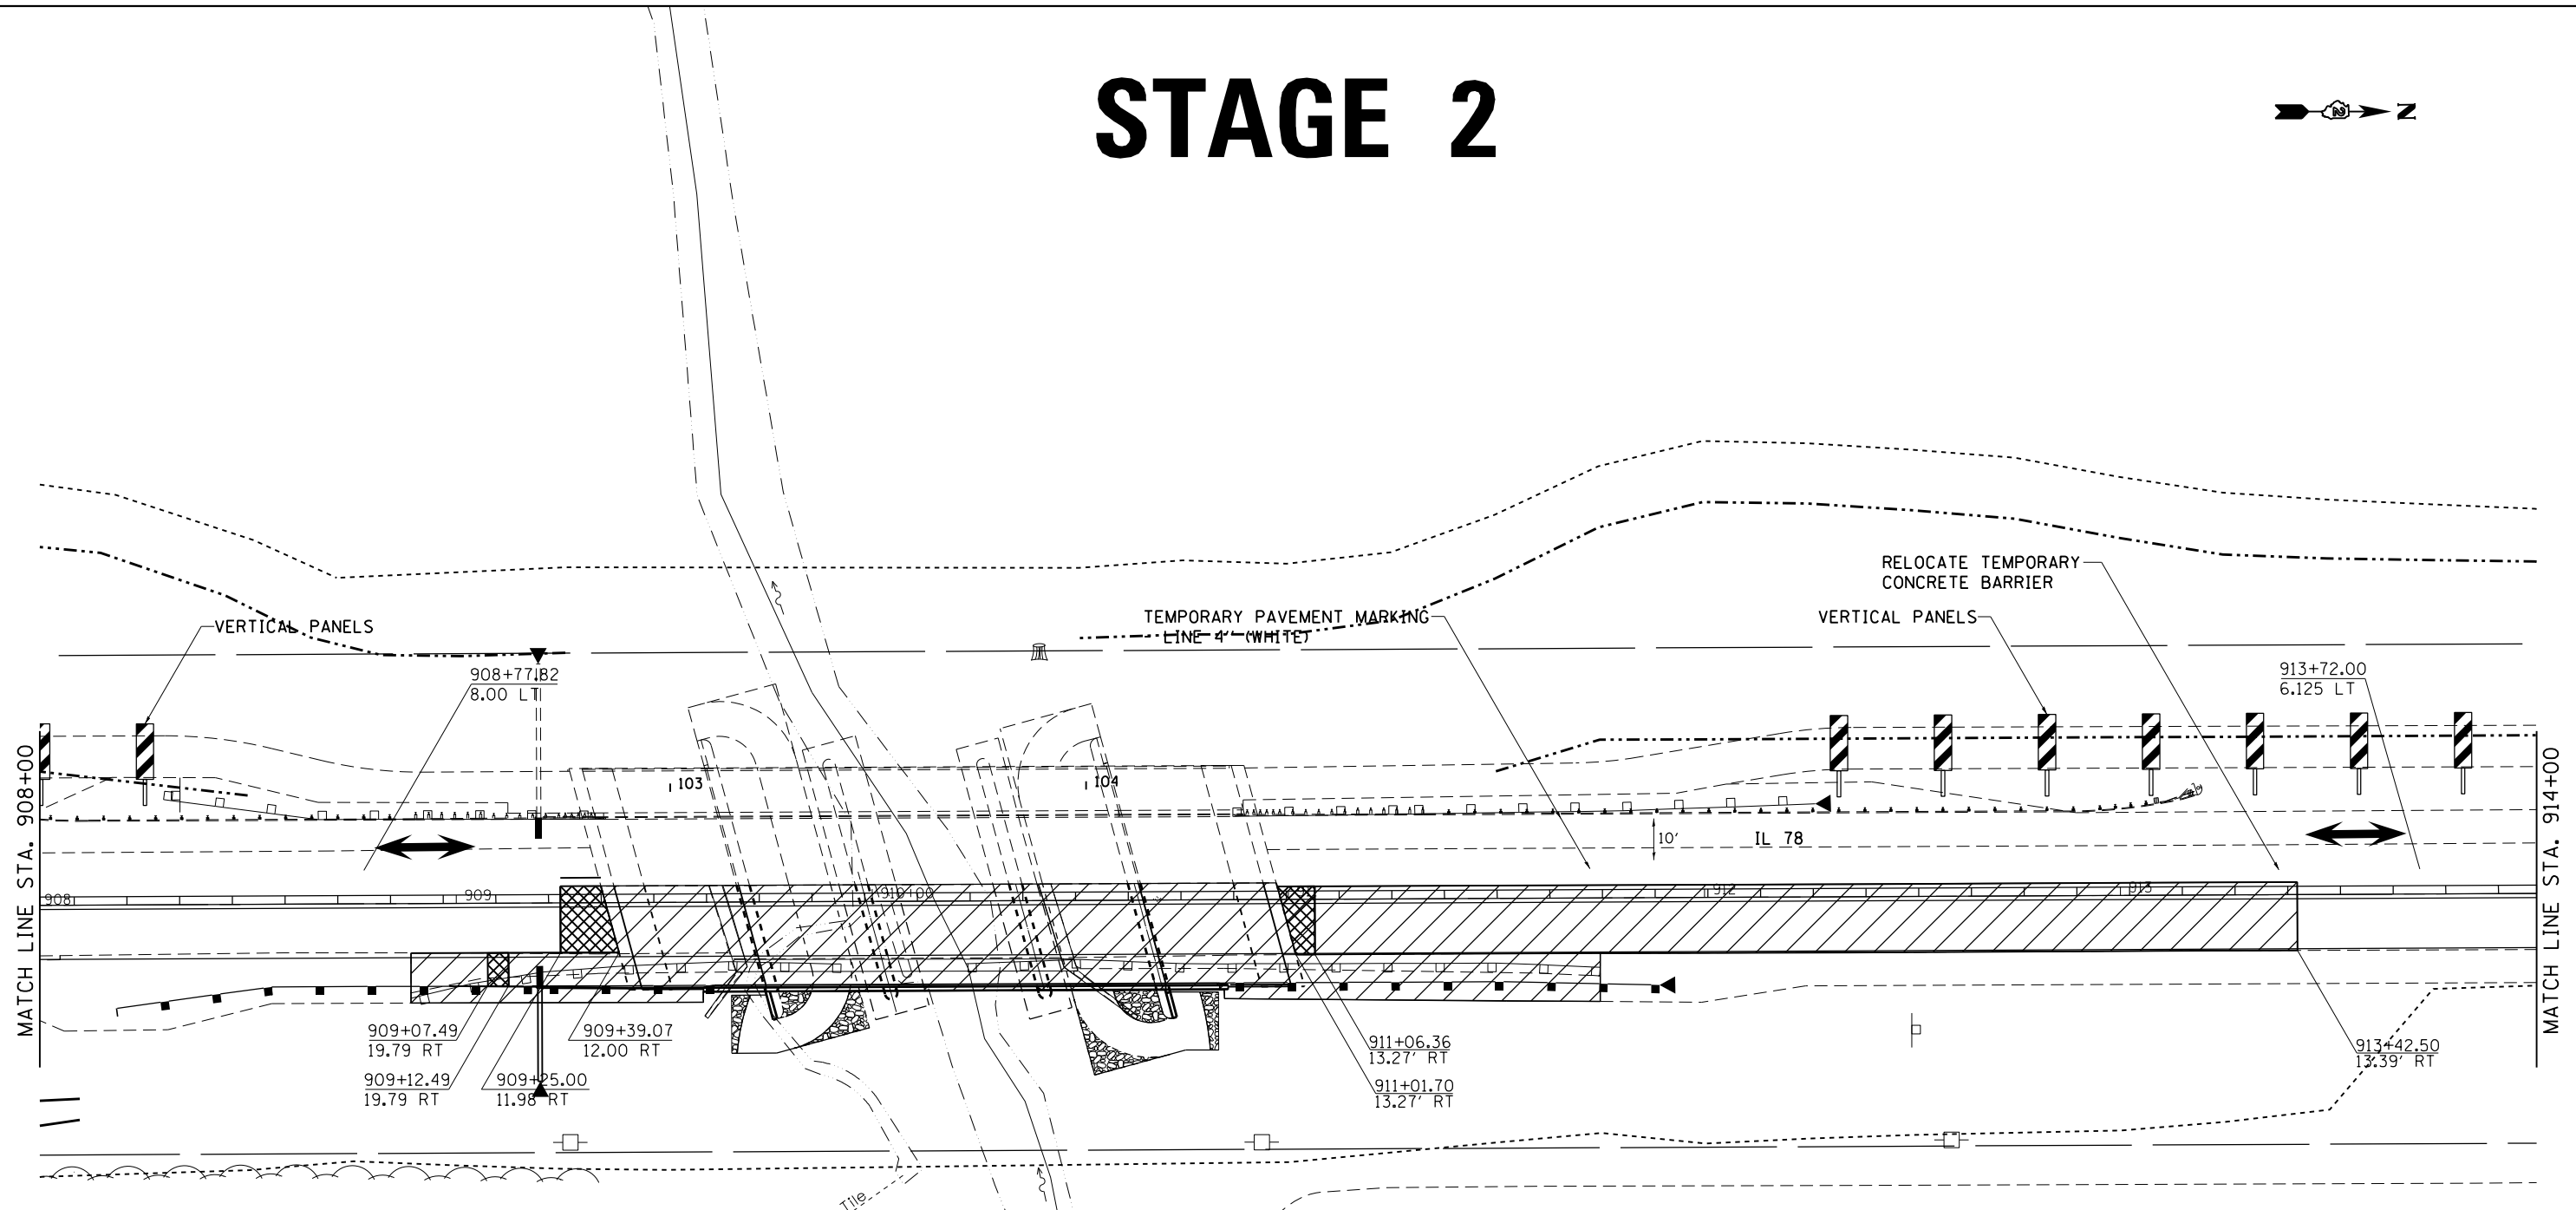 STAGE 2
N
RELOCATE TEMPORARY
CONCRETE BARRIER
TEMPORARY PAVEMENT MARKING
- LINE 4" (WHITE)
VERTICAL PANELS
VERTICAL PANELS
908+77.82
8.00 LT
913+72.00
6.125 LT
103
104
10'
IL 78
MATCH LINE STA. 908+00
MATCH LINE STA. 914+00
908
909
910+00
912
913
909+07.49
19.79 RT
909+39.07
12.00 RT
911+06.36
13.27' RT
913+42.50
13.39' RT
909+12.49
19.79 RT
909+25.00
11.98 RT
911+01.70
13.27' RT
Tile